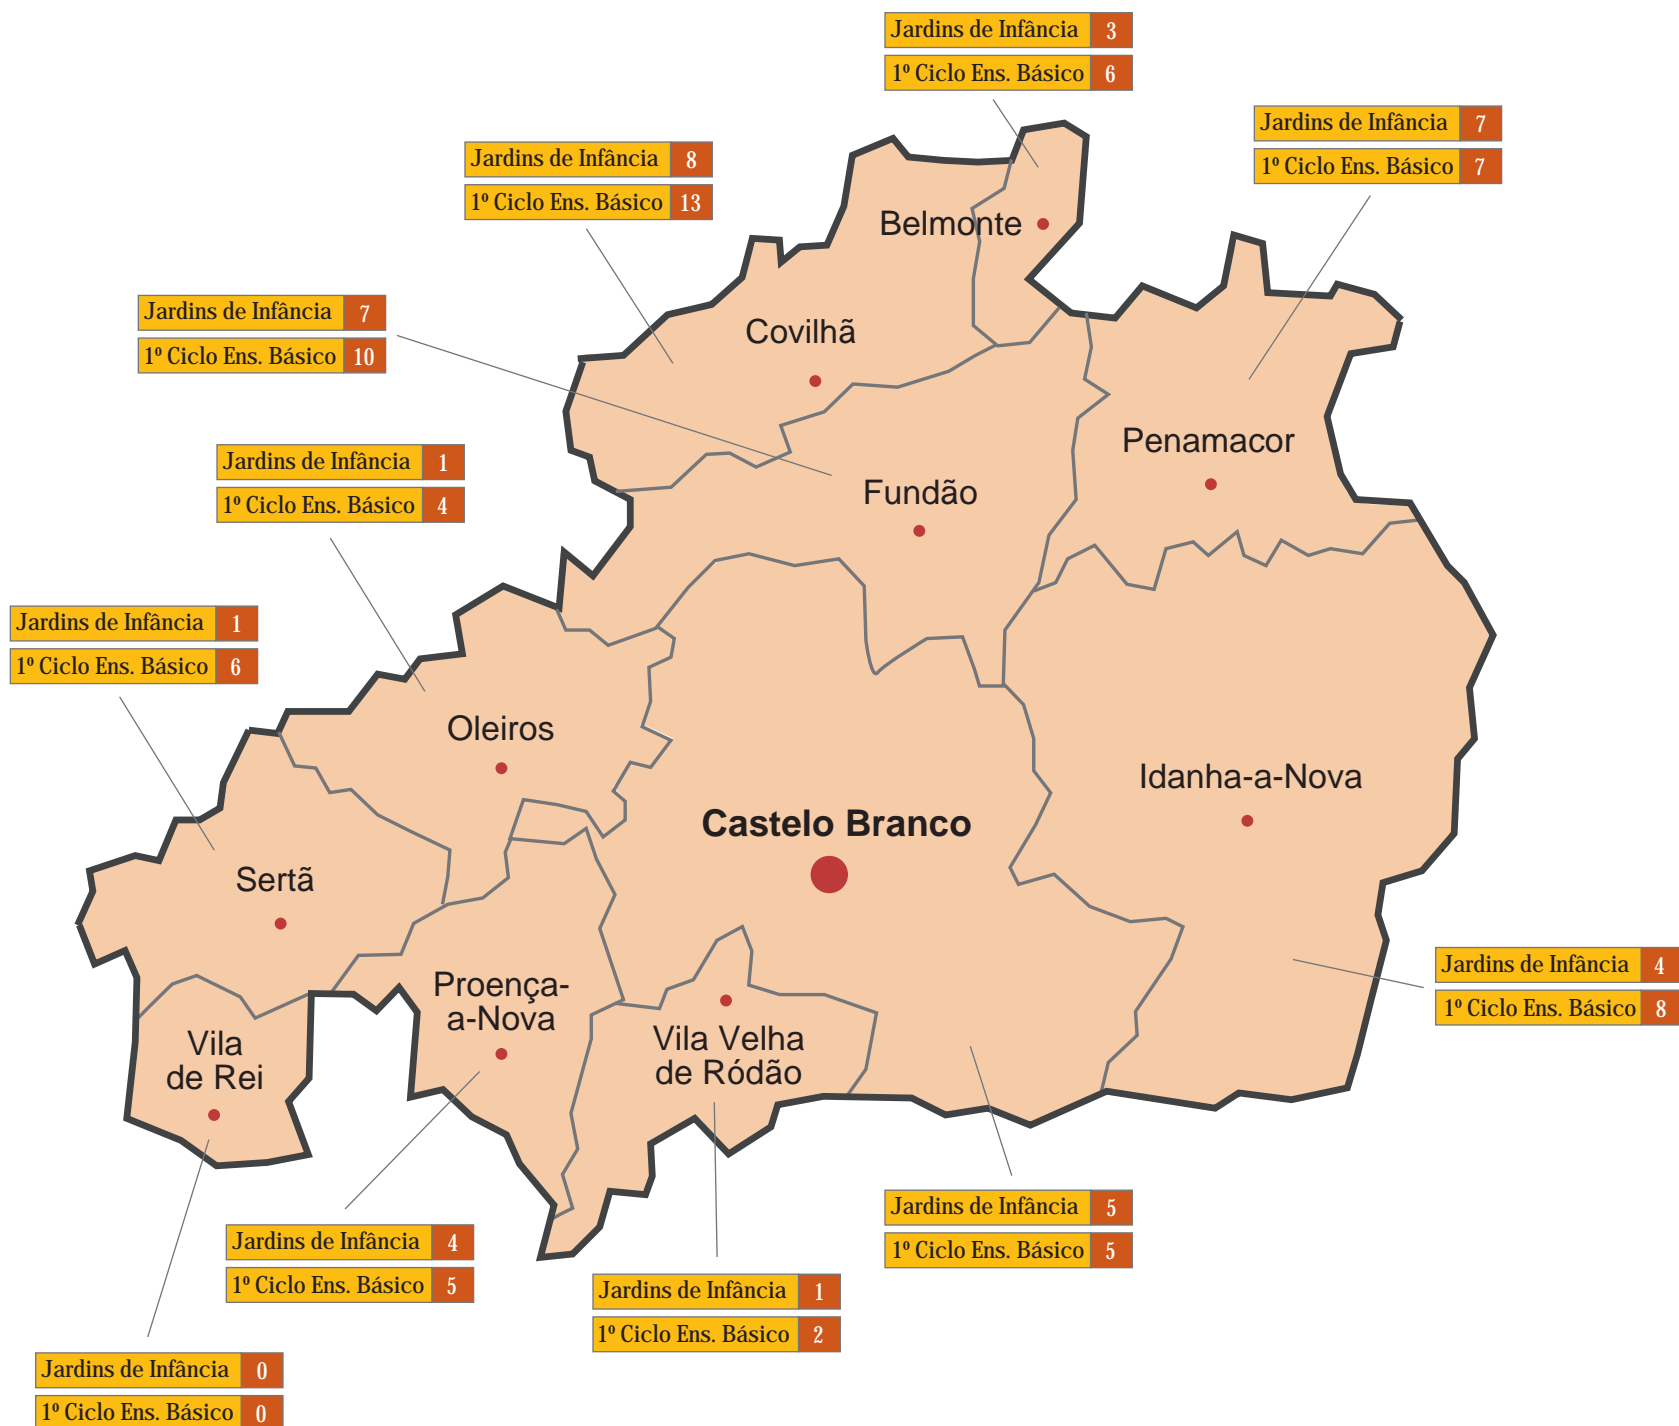 Jardins de Infância 3
1º Ciclo Ens. Básico 6
Jardins de Infância 7
1º Ciclo Ens. Básico 7
Jardins de Infância 8
1º Ciclo Ens. Básico 13
Belmonte
Jardins de Infância 7
1º Ciclo Ens. Básico 10
Covilhã
Penamacor
Jardins de Infância 1
1º Ciclo Ens. Básico 4
Fundão
Jardins de Infância 1
1º Ciclo Ens. Básico 6
Oleiros
Idanha-a-Nova
Castelo Branco
Sertã
Jardins de Infância 4
1º Ciclo Ens. Básico 8
Proença-
a-Nova
Vila
de Rei
Vila Velha
de Ródão
Jardins de Infância 5
1º Ciclo Ens. Básico 5
Jardins de Infância 4
1º Ciclo Ens. Básico 5
Jardins de Infância 1
1º Ciclo Ens. Básico 2
Jardins de Infância 0
1º Ciclo Ens. Básico 0